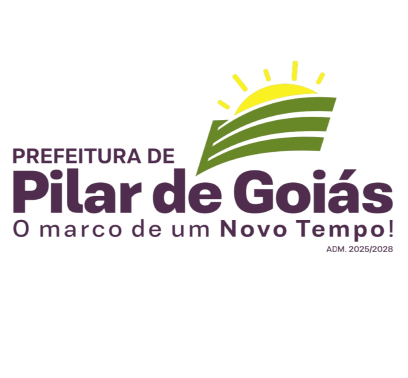 PREFEITURA DE
Pilar de Goiás
O marco de um Novo Tempo!
ADM. 2025/2028